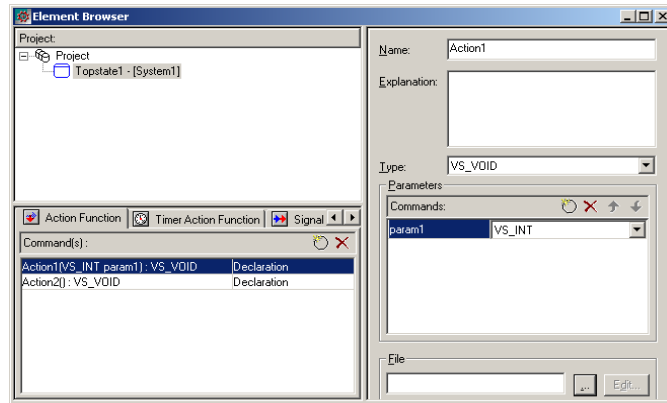 Element Browser
Project:
Project
Topstate1 - [System1]
Action Function
Timer Action Function
Signal
Command(s) :
Action1(VS_INT param1) : VS_VOID Declaration
Action2() : VS_VOID Declaration
Name: Action1
Explanation:
Type: VS_VOID
Parameters
Commands:
param1 VS_INT
File
... Edit...